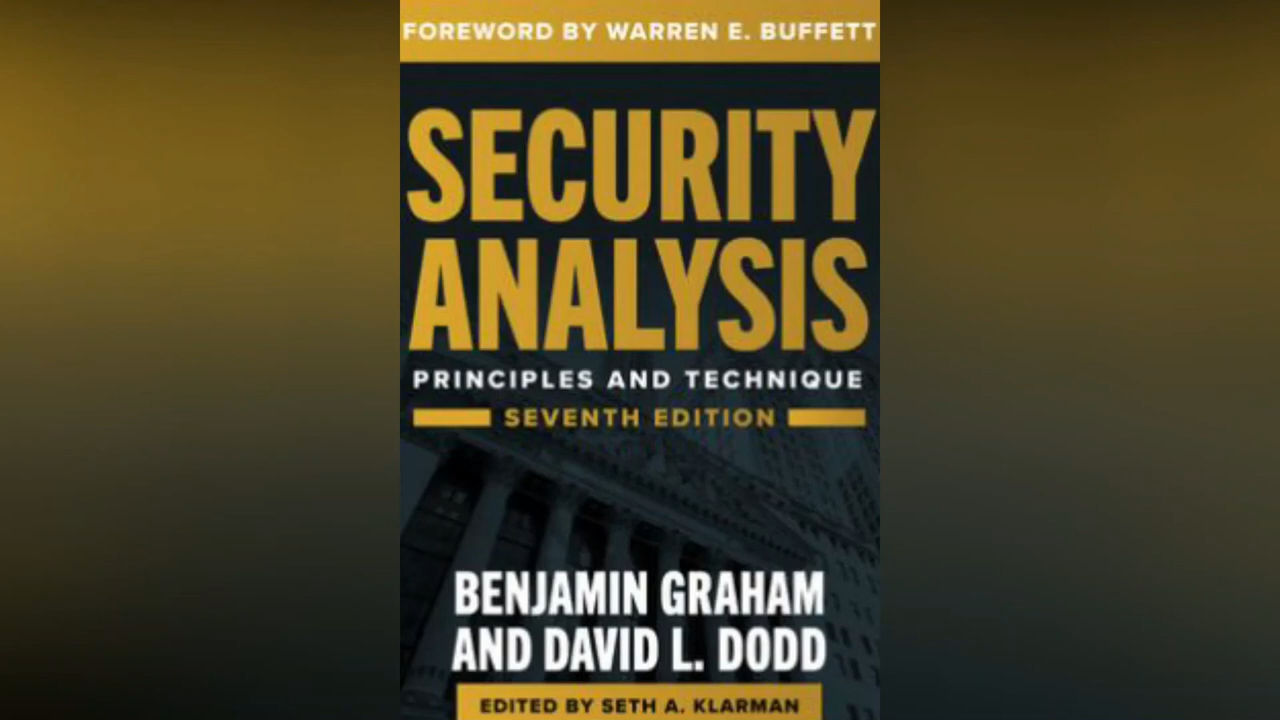 FOREWORD BY WARREN E. BUFFETT
SECURITY
ANALYSIS
PRINCIPLES AND TECHNIQUE
SEVENTH EDITION
BENJAMIN GRAHAM
AND DAVID L. DODD
EDITED BY SETH A. KLARMAN